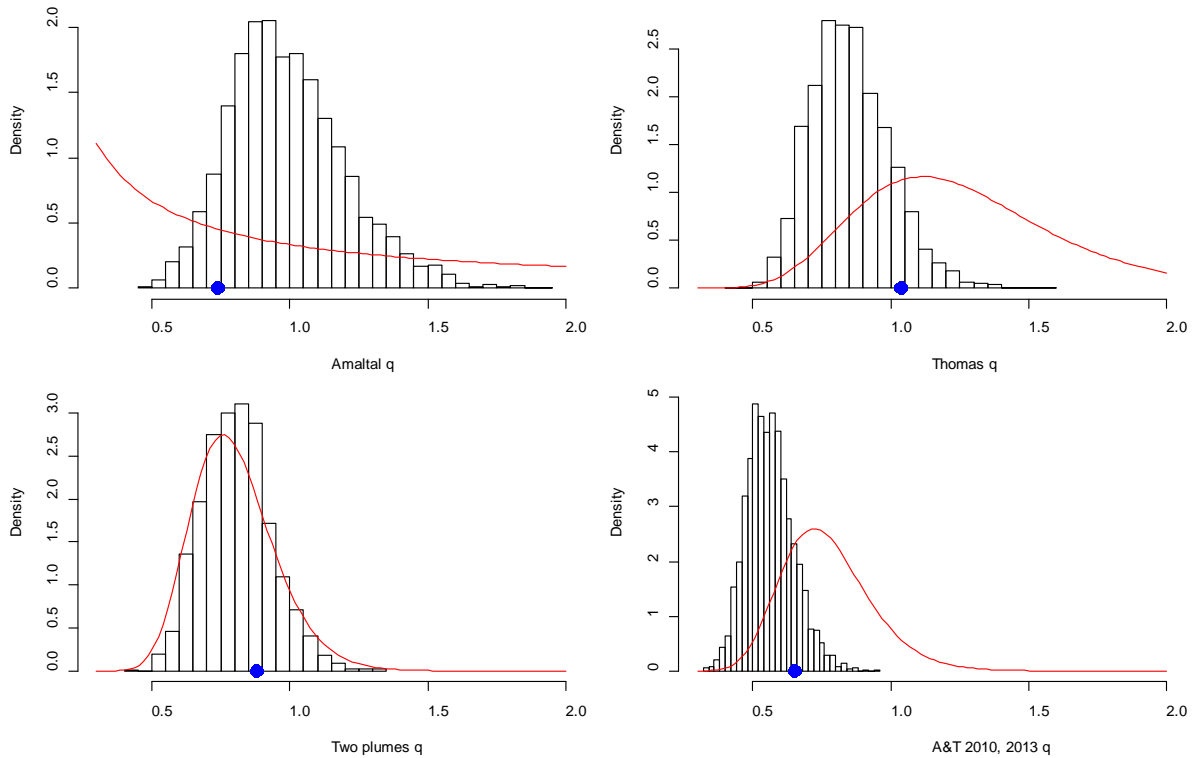 Density
0.0 0.5 1.0 1.5 2.0
0.5 1.0 1.5 2.0
Amaltal q
Density
0.0 0.5 1.0 1.5 2.0 2.5
0.5 1.0 1.5 2.0
Thomas q
Density
0.0 0.5 1.0 1.5 2.0 2.5 3.0
0.5 1.0 1.5 2.0
Two plumes q
Density
0 1 2 3 4 5
0.5 1.0 1.5 2.0
A&T 2010, 2013 q